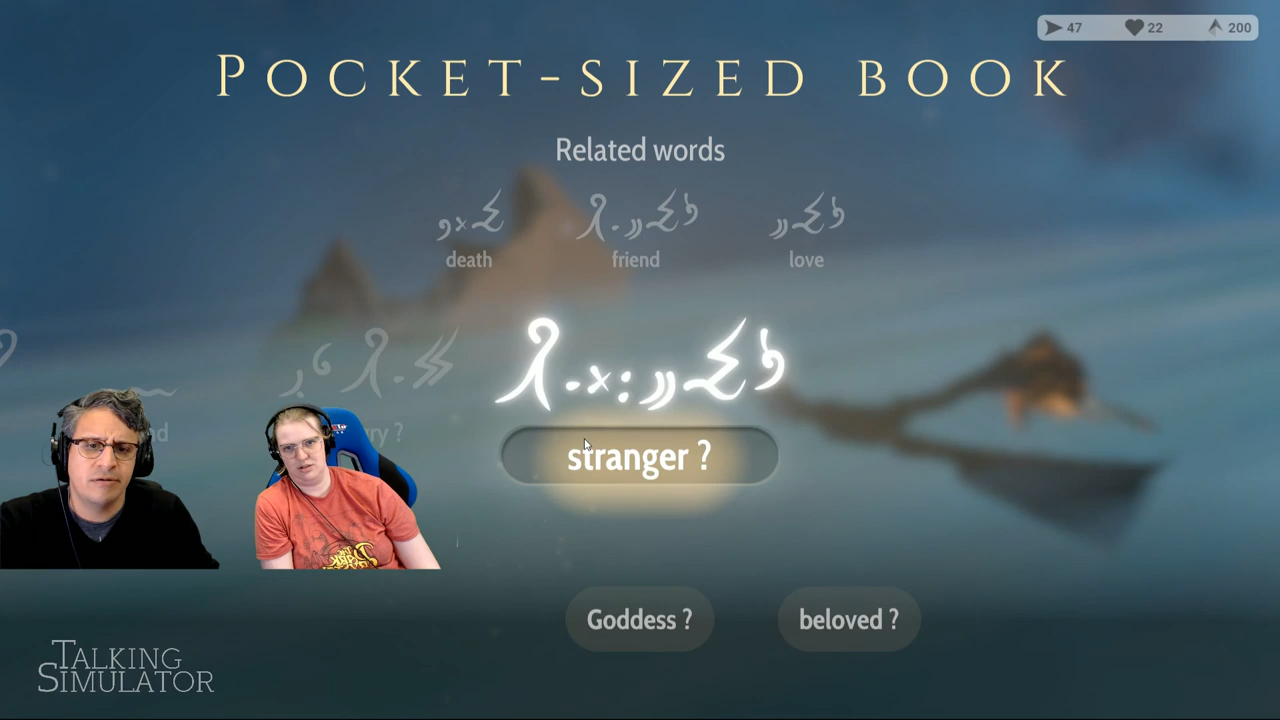 47 22 200
POCKET-SIZED BOOK
Related words
death friend love
stranger ?
Goddess ? beloved ?
TALKING
SIMULATOR